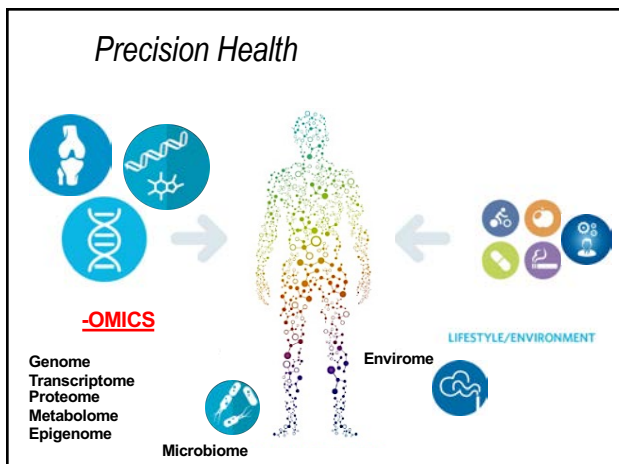 Precision Health
-OMICS
Genome
Transcriptome
Proteome
Metabolome
Epigenome
Microbiome
LIFESTYLE/ENVIRONMENT
Envirome